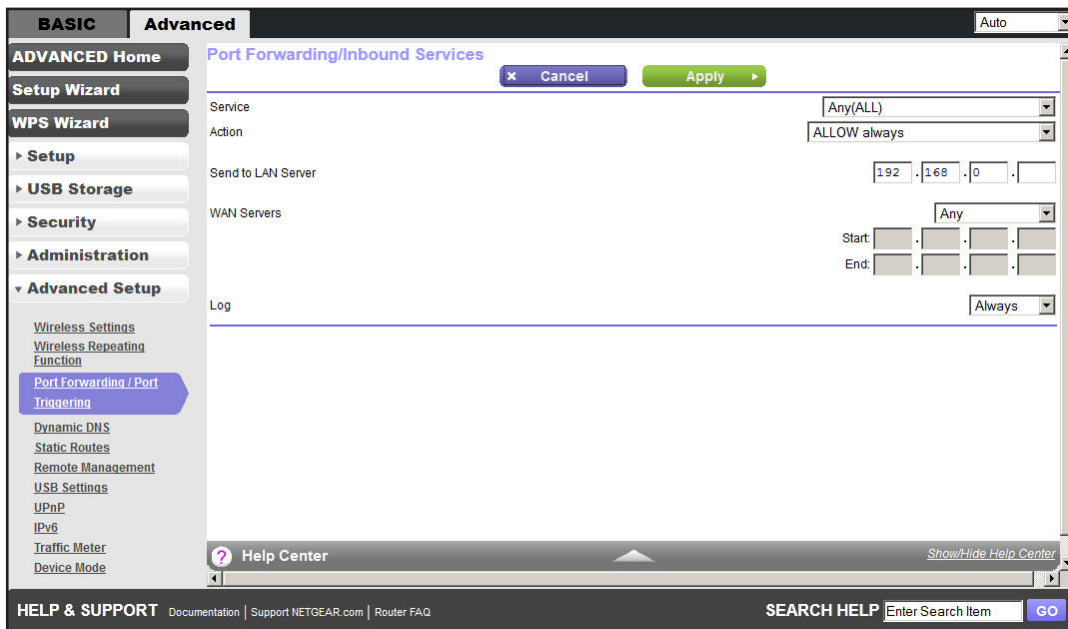 BASIC Advanced Auto
ADVANCED Home
Setup Wizard
WPS Wizard
Setup
USB Storage
Security
Administration
Advanced Setup
Wireless Settings
Wireless Repeating
Function
Port Forwarding / Port
Triggering
Dynamic DNS
Static Routes
Remote Management
USB Settings
UPnP
IPv6
Traffic Meter
Device Mode
Port Forwarding/Inbound Services
x Cancel Apply
Service Any(ALL)
Action ALLOW always
Send to LAN Server 192 . 168 . 0 .
WAN Servers Any
Start: . . .
End: . . .
Log Always
? Help Center Show/Hide Help Center
HELP & SUPPORT Documentation | Support NETGEAR.com | Router FAQ SEARCH HELP Enter Search Item GO